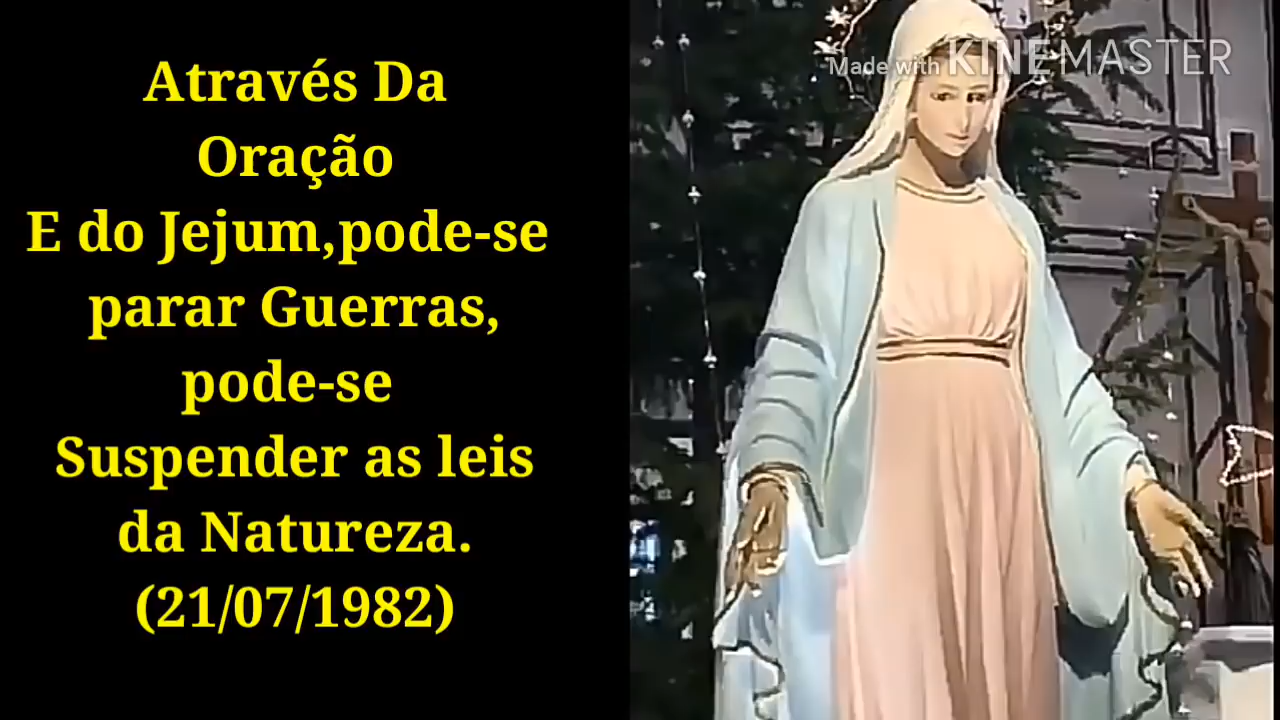 Através Da
Oração
E do Jejum,pode-se
parar Guerras,
pode-se
Suspender as leis
da Natureza.
(21/07/1982)
Made with KINEMASTER